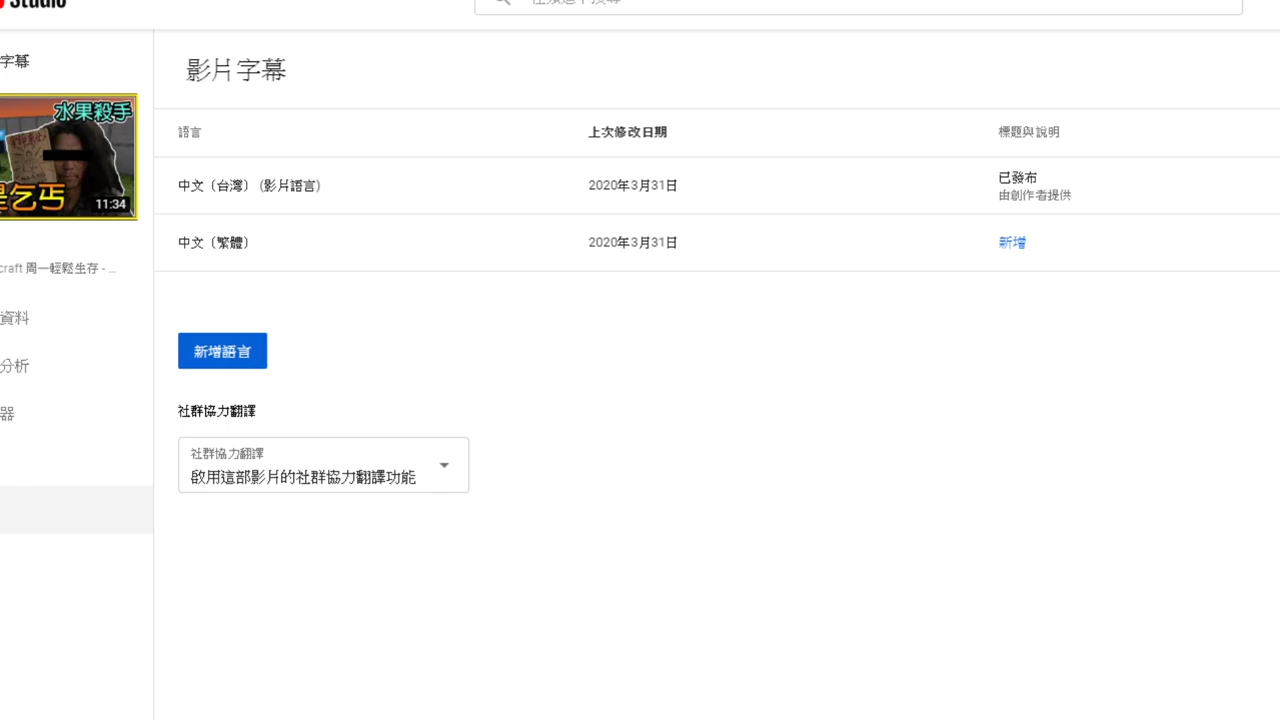 Studio
字幕
影片字幕
水果殺手
是乞丐
11:34
語言
上次修改日期
標題與說明
中文（台灣） (影片語言)
2020年3月31日
已發布
由創作者提供
中文（繁體）
2020年3月31日
新增
craft 周一輕鬆生存 - ...
資料
新增語言
分析
社群協力翻譯
器
社群協力翻譯
啟用這部影片的社群協力翻譯功能